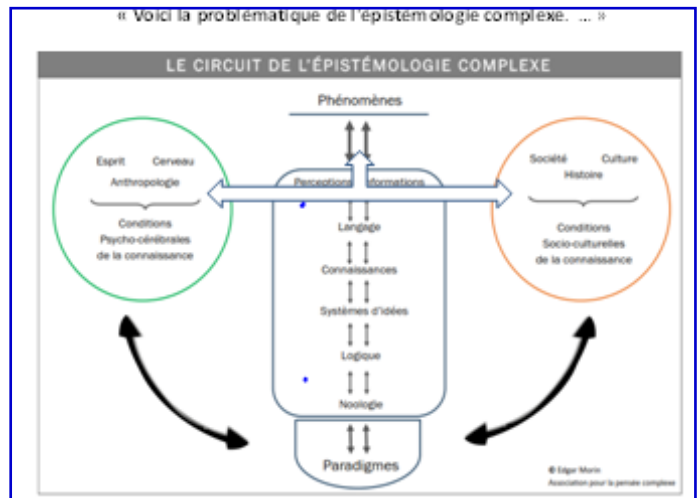 « Voici la problématique de l'épistémologie complexe. ... »
LE CIRCUIT DE L'ÉPISTÉMOLOGIE COMPLEXE
Phénomènes
Esprit Cerveau
Anthropologie
Conditions
Psycho-cérébrales
de la connaissance
Perceptions formations
Langage
Connaissances
Systèmes d'idées
Logique
Noologie
Paradigmes
Société Culture
Histoire
Conditions
Socio-culturelles
de la connaissance
© Edgar Morin
Association pour la pensée complexe